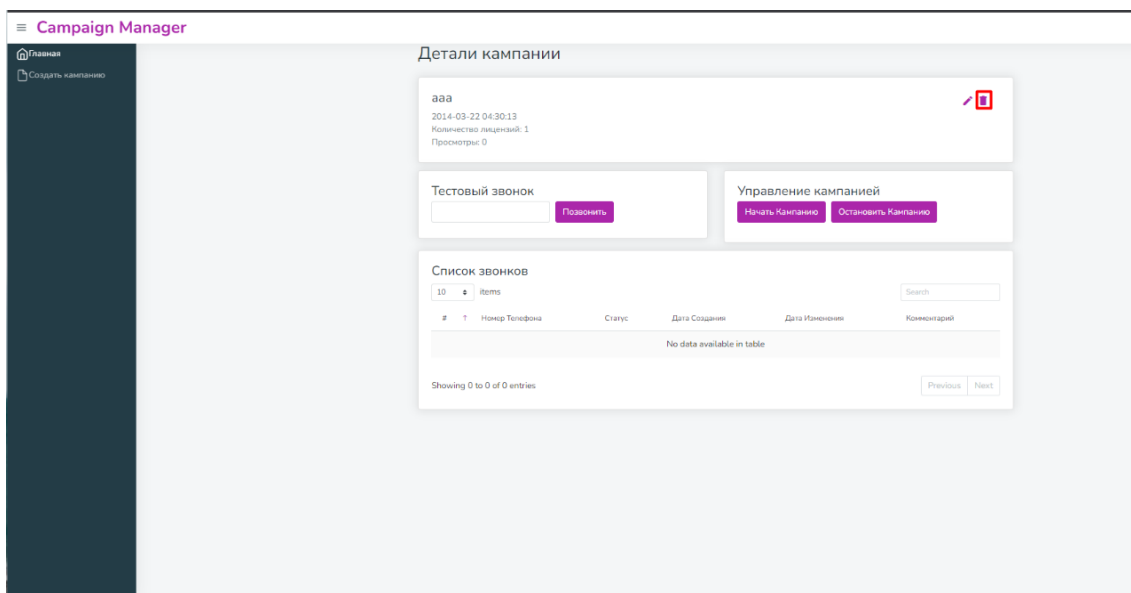 Campaign Manager
Главная
Создать кампанию
Детали кампании
aaa
2014-03-22 04:30:13
Количество лицензий: 1
Просмотры: 0
Тестовый звонок
Позвонить
Управление кампанией
Начать Кампанию Остановить Кампанию
Список звонков
10 items Search
# ↑ Номер Телефона Статус Дата Создания Дата Изменения Комментарий
No data available in table
Showing 0 to 0 of 0 entries
Previous Next